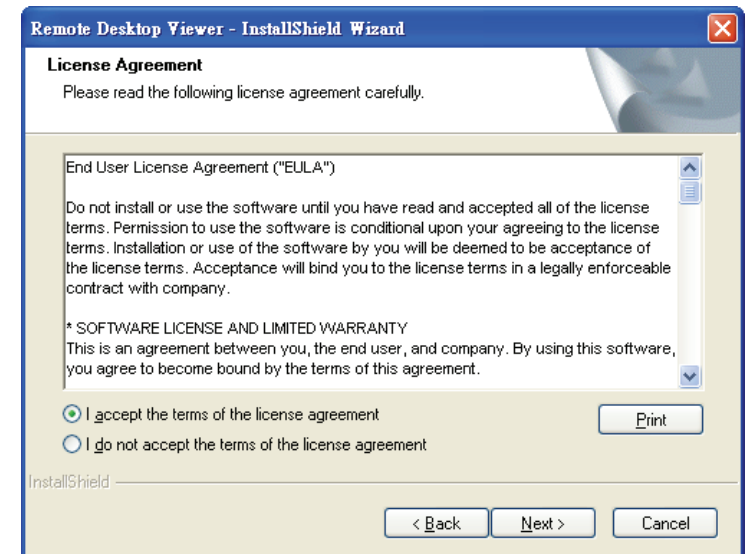 Remote Desktop Viewer - InstallShield Wizard
License Agreement
Please read the following license agreement carefully.
End User License Agreement ("EULA")
Do not install or use the software until you have read and accepted all of the license
terms. Permission to use the software is conditional upon your agreeing to the license
terms. Installation or use of the software by you will be deemed to be acceptance of
the license terms. Acceptance will bind you to the license terms in a legally enforceable
contract with company.
* SOFTWARE LICENSE AND LIMITED WARRANTY
This is an agreement between you, the end user, and company. By using this software,
you agree to become bound by the terms of this agreement.
I accept the terms of the license agreement
Print
I do not accept the terms of the license agreement
InstallShield
< Back Next > Cancel